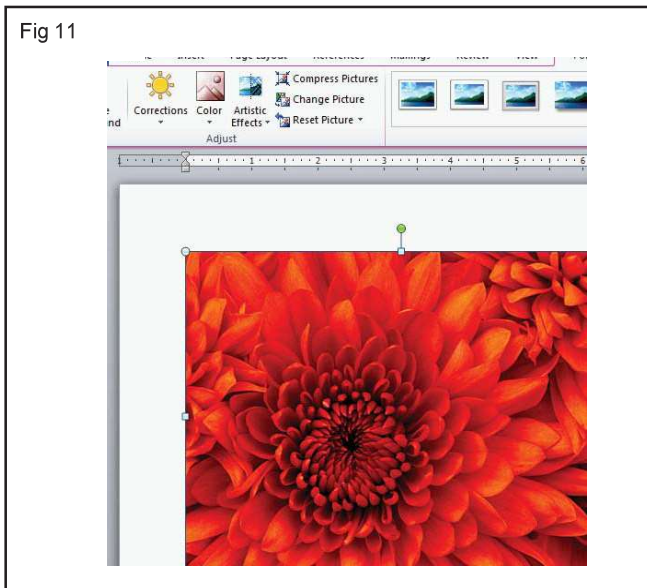 Fig 11
Compress Pictures
Corrections Color Artistic Change Picture
Effects Reset Picture
Adjust
1 1 2 3 4 5 6